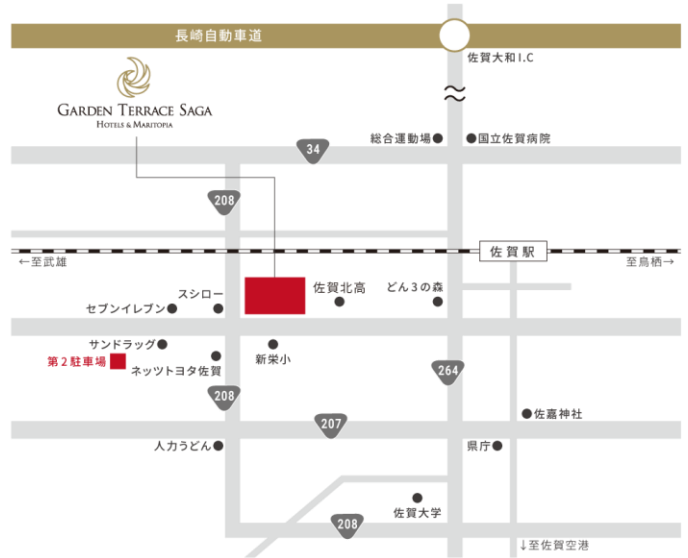 長崎自動車道
佐賀大和I.C
GARDEN TERRACE SAGA
HOTELS & MARITOPIA
総合運動場
国立佐賀病院
34
208
佐賀駅
←至武雄
至鳥栖→
スシロー
佐賀北高
どん3の森
セブンイレブン
サンドラッグ
第2駐車場
ネッツトヨタ佐賀
新栄小
264
208
207
佐嘉神社
人力うどん
県庁
佐賀大学
208
↓至佐賀空港